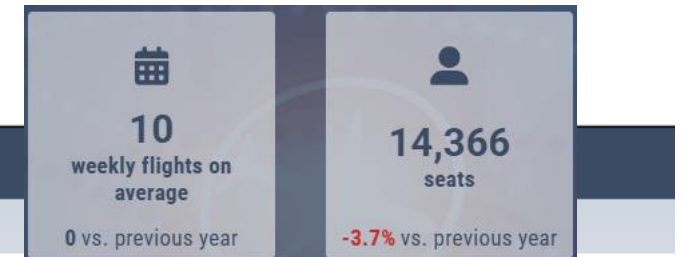 10
weekly flights on
average
0 vs. previous year
14,366
seats
-3.7% vs. previous year